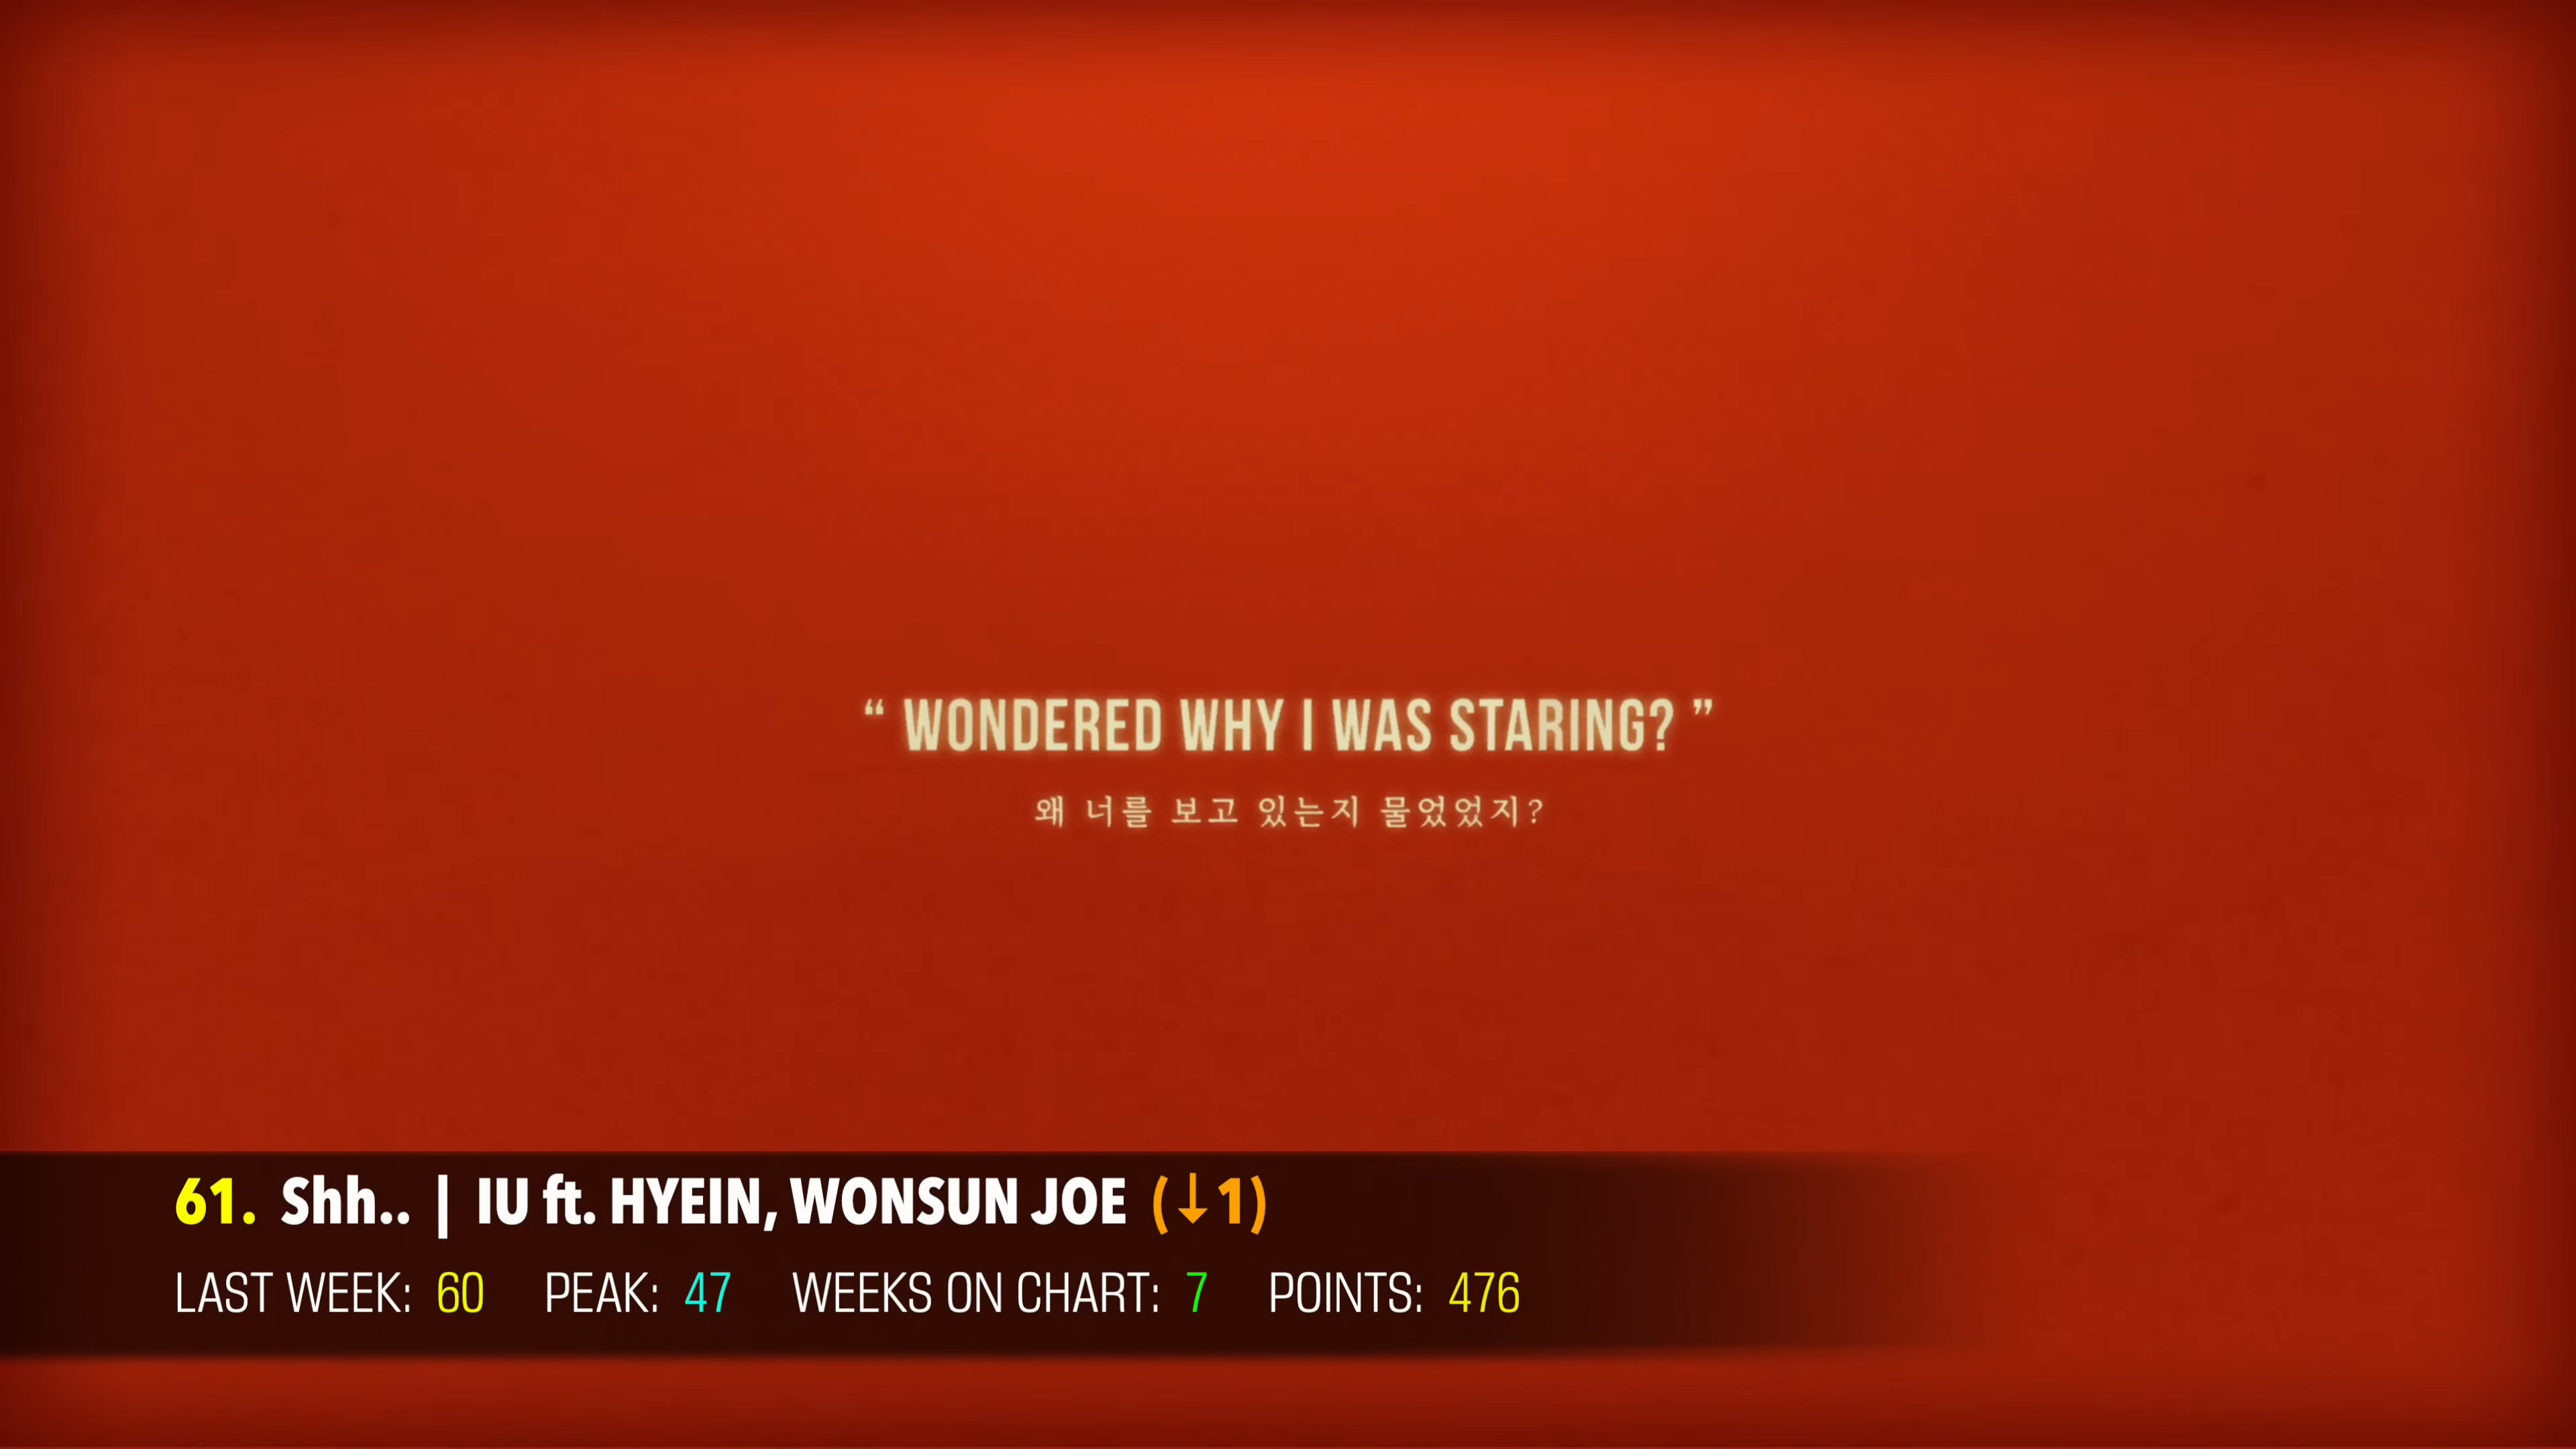 “ WONDERED WHY I WAS STARING? ”
왜 너를 보고 있는지 물었었지?
61. Shh.. | IU ft. HYEIN, WONSUN JOE (↓1)
LAST WEEK: 60 PEAK: 47 WEEKS ON CHART: 7 POINTS: 476